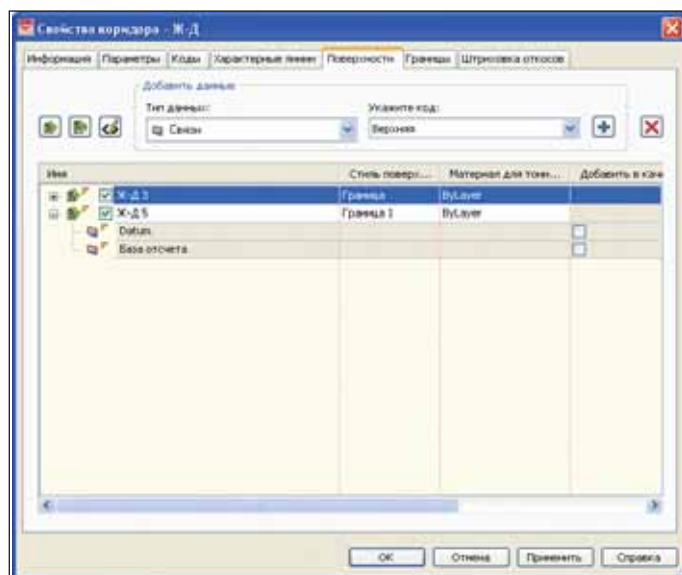 Свойства коридора - Ж-Д
Информация Параметры Коды Характерные линии Поверхности Границы Штриховка откосов
Добавить данные
Тип данных: Укажите код:
Связи Верхняя
Имя Стиль поверх... Материал для тони... Добавить в кач
Ж-Д 3 Граница ByLayer
Ж-Д 5 Граница 1 ByLayer
Datum
База отсчета
ОК Отмена Применить Справка